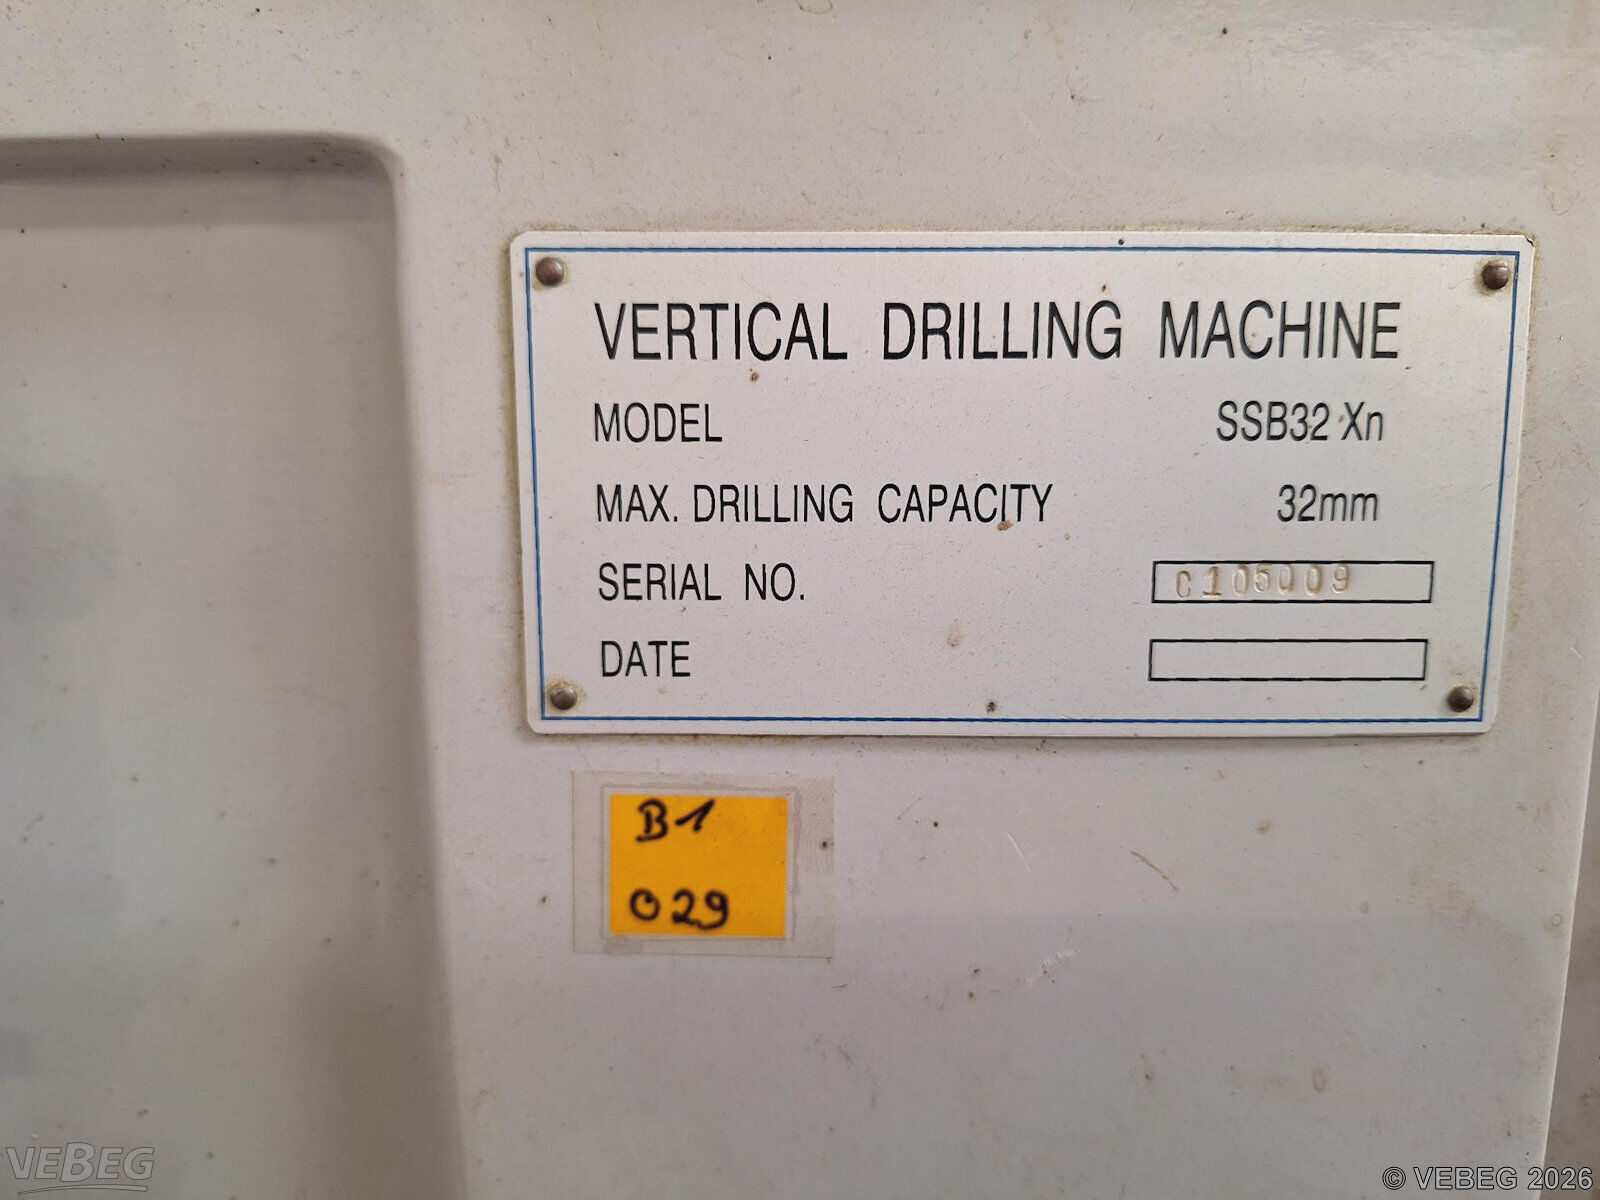 VERTICAL DRILLING MACHINE
MODEL SSB32 Xn
MAX. DRILLING CAPACITY 32mm
SERIAL NO. C105009
DATE
B1
029
VEBEG
© VEBEG 2026